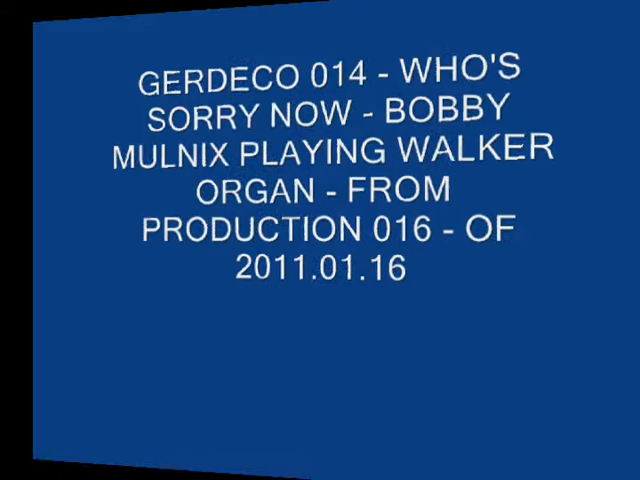 GERDECO 014 - WHO'S
SORRY NOW - BOBBY
MULNIX PLAYING WALKER
ORGAN - FROM
PRODUCTION 016 - OF
2011.01.16